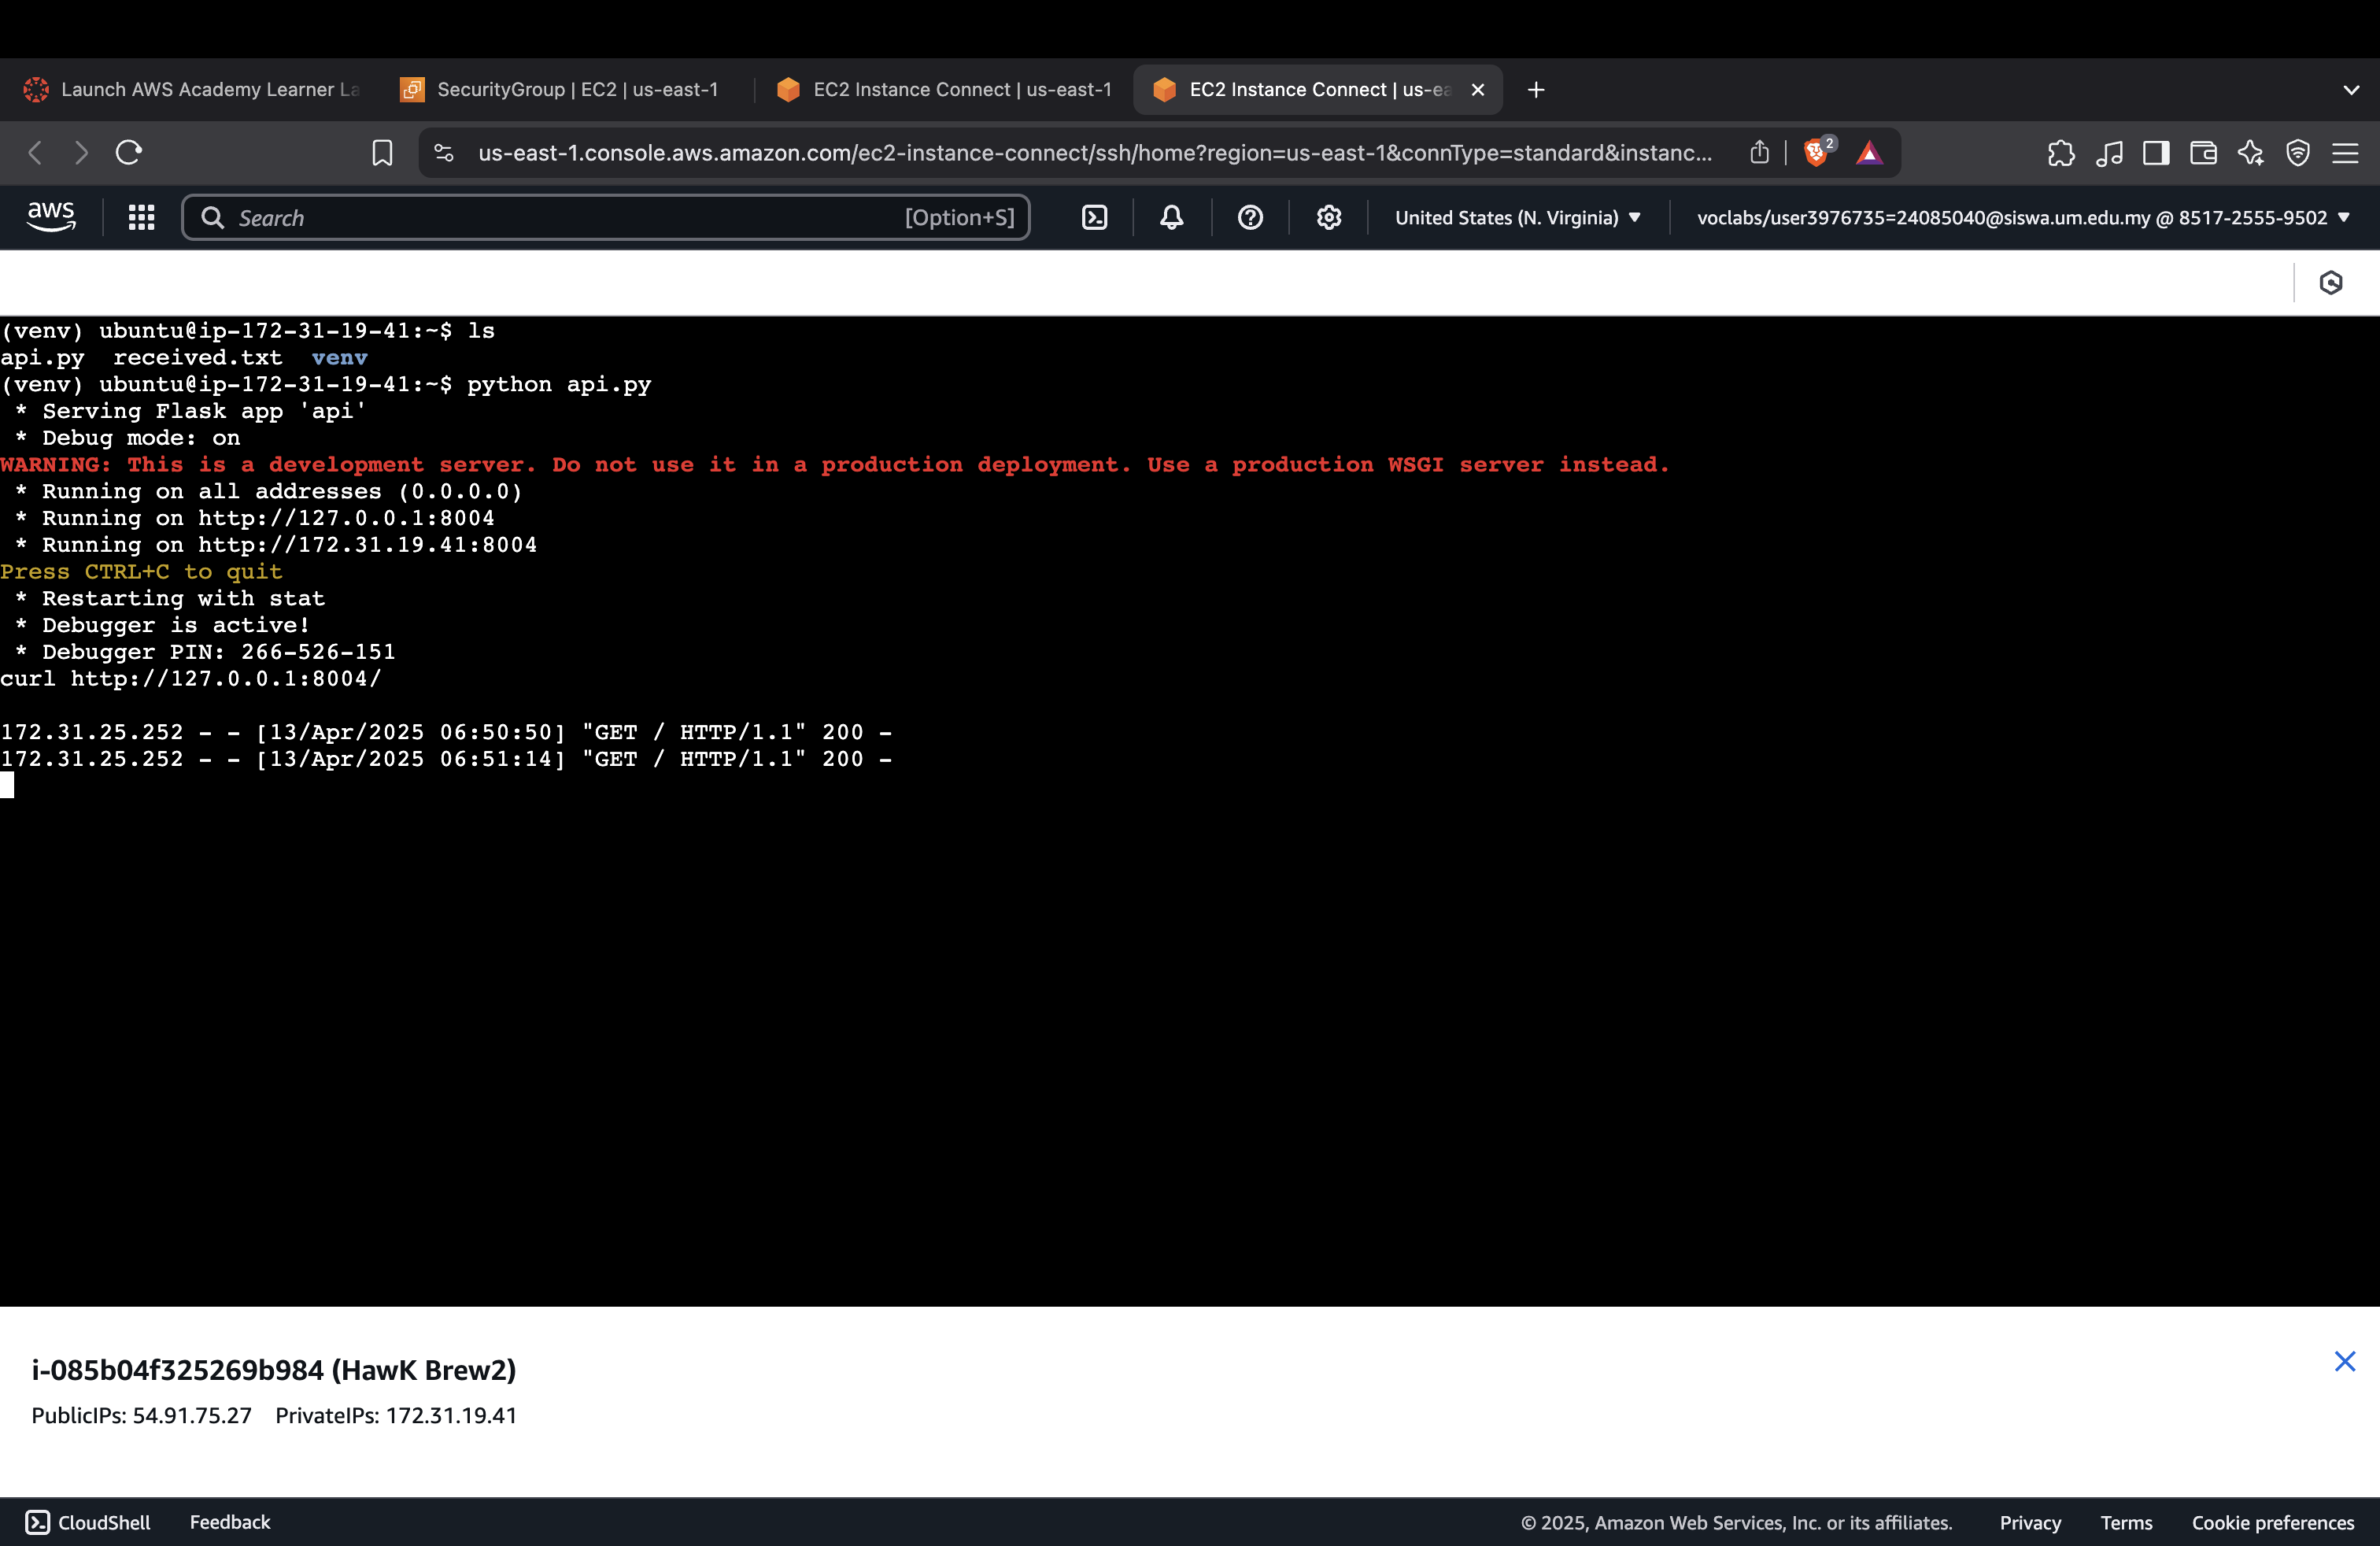 Launch AWS Academy Learner La
SecurityGroup | EC2 | us-east-1
EC2 Instance Connect | us-east-1
EC2 Instance Connect | us-ea
us-east-1.console.aws.amazon.com/ec2-instance-connect/ssh/home?region=us-east-1&connType=standard&instanc...
2
aws
Search
[Option+S]
United States (N. Virginia)
voclabs/user3976735=24085040@siswa.um.edu.my @ 8517-2555-9502
(venv) ubuntu@ip-172-31-19-41:~$ ls
api.py  received.txt  venv
(venv) ubuntu@ip-172-31-19-41:~$ python api.py
 * Serving Flask app 'api'
 * Debug mode: on
WARNING: This is a development server. Do not use it in a production deployment. Use a production WSGI server instead.
 * Running on all addresses (0.0.0.0)
 * Running on http://127.0.0.1:8004
 * Running on http://172.31.19.41:8004
Press CTRL+C to quit
 * Restarting with stat
 * Debugger is active!
 * Debugger PIN: 266-526-151
curl http://127.0.0.1:8004/
172.31.25.252 - - [13/Apr/2025 06:50:50] "GET / HTTP/1.1" 200 -
172.31.25.252 - - [13/Apr/2025 06:51:14] "GET / HTTP/1.1" 200 -
i-085b04f325269b984 (HawK Brew2)
PublicIPs: 54.91.75.27    PrivateIPs: 172.31.19.41
CloudShell
Feedback
© 2025, Amazon Web Services, Inc. or its affiliates.
Privacy
Terms
Cookie preferences